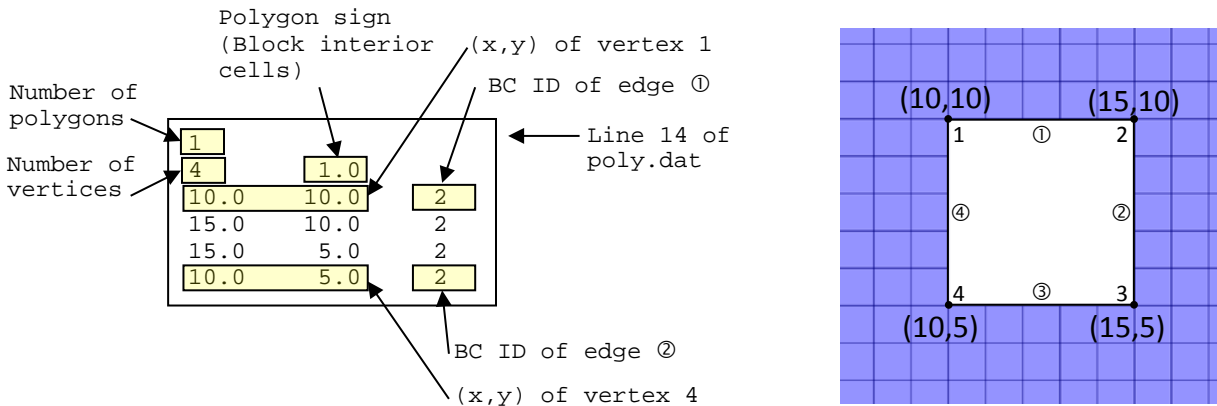 Polygon sign
(Block interior
cells)
(x,y) of vertex 1
BC ID of edge ①
Number of
polygons
Number of
vertices
Line 14 of
poly.dat
1
4 1.0
10.0 10.0 2
15.0 10.0 2
15.0 5.0 2
10.0 5.0 2
BC ID of edge ②
(x,y) of vertex 4
(10,10) (15,10)
1 ① 2
④ ②
4 ③ 3
(10,5) (15,5)